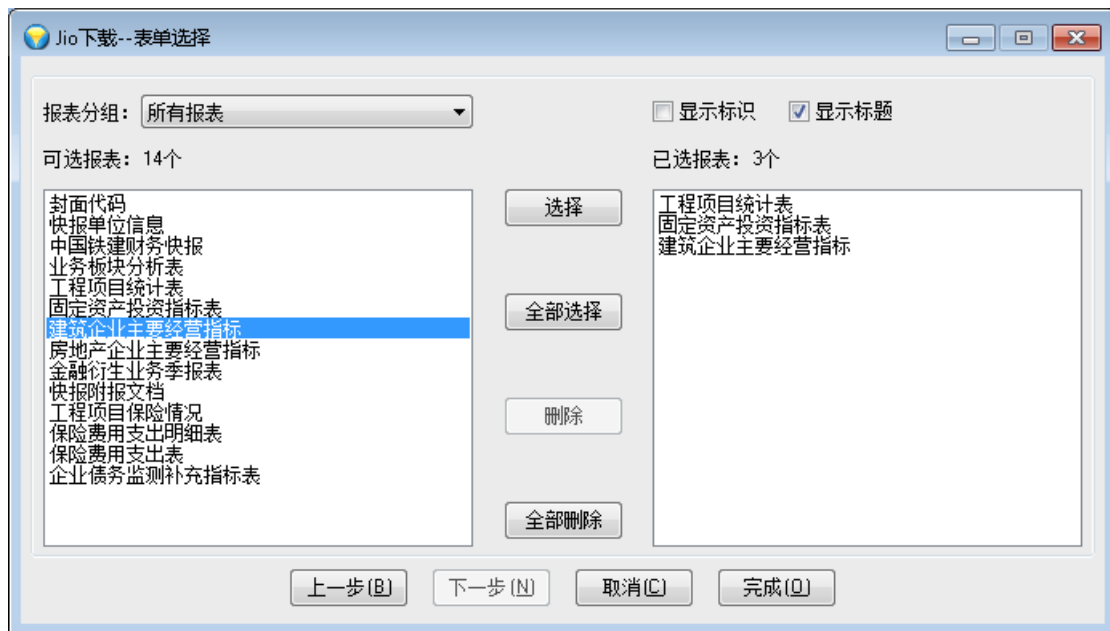 Jio下载--表单选择
报表分组： 所有报表
显示标识 显示标题
可选报表：14个
已选报表：3个
封面代码
快报单位信息
中国铁建财务快报
业务板块分析表
工程项目统计表
固定资产投资指标表
建筑企业主要经营指标
房地产企业主要经营指标
金融衍生业务季报表
快报附报文档
工程项目保险情况
保险费用支出明细表
保险费用支出表
企业债务监测补充指标表
选择
全部选择
删除
全部删除
工程项目统计表
固定资产投资指标表
建筑企业主要经营指标
上一步(B) 下一步(N) 取消(C) 完成(O)